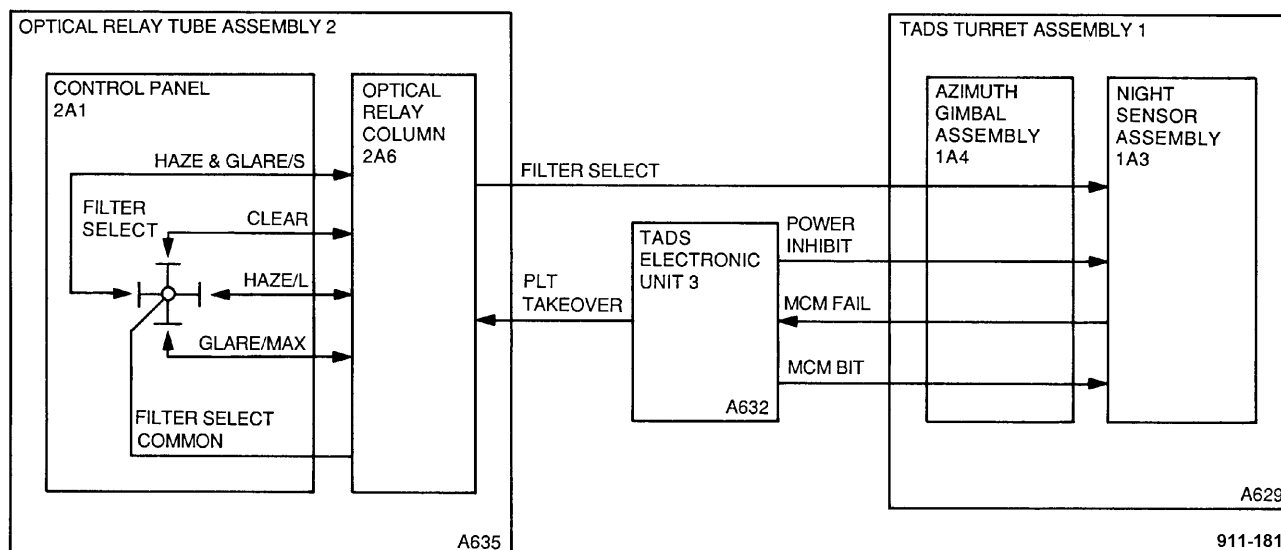 OPTICAL RELAY TUBE ASSEMBLY 2
CONTROL PANEL
2A1
OPTICAL
RELAY
COLUMN
2A6
HAZE & GLARE/S
FILTER
SELECT
CLEAR
HAZE/L
GLARE/MAX
FILTER SELECT
COMMON
A635
FILTER SELECT
PLT
TAKEOVER
TADS
ELECTRONIC
UNIT 3
A632
POWER
INHIBIT
MCM FAIL
MCM BIT
TADS TURRET ASSEMBLY 1
AZIMUTH
GIMBAL
ASSEMBLY
1A4
NIGHT
SENSOR
ASSEMBLY
1A3
A629
911-181